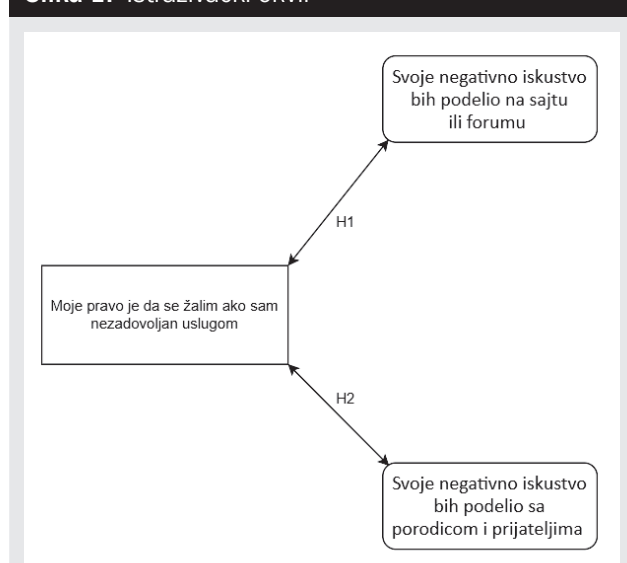 Svoje negativno iskustvo
bih podelio na sajtu
ili forumu
H1
Moje pravo je da se žalim ako sam
nezadovoljan uslugom
H2
Svoje negativno iskustvo
bih podelio sa
porodicom i prijateljima